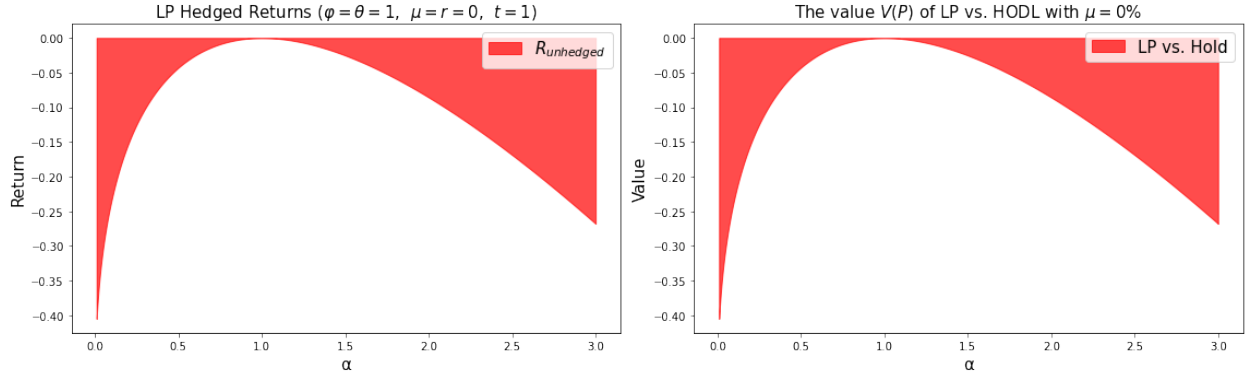 LP Hedged Returns (φ = θ = 1, μ = r = 0, t = 1)
0.00
−0.05
−0.10
−0.15
−0.20
−0.25
−0.30
−0.35
−0.40
Return
R_unhedged
0.0 0.5 1.0 1.5 2.0 2.5 3.0
α
The value V(P) of LP vs. HODL with μ = 0%
0.00
−0.05
−0.10
−0.15
−0.20
−0.25
−0.30
−0.35
−0.40
Value
LP vs. Hold
0.0 0.5 1.0 1.5 2.0 2.5 3.0
α